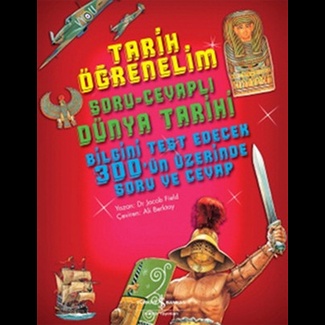 TARİH
ÖĞRENELİM
SORU-CEVAPLI
DÜNYA TARİHİ
BİLGİNİ TEST EDECEK
300'ÜN ÜZERİNDE
SORU VE CEVAP
Yazan: Dr Jacob Field
Çeviren: Ali Berktay